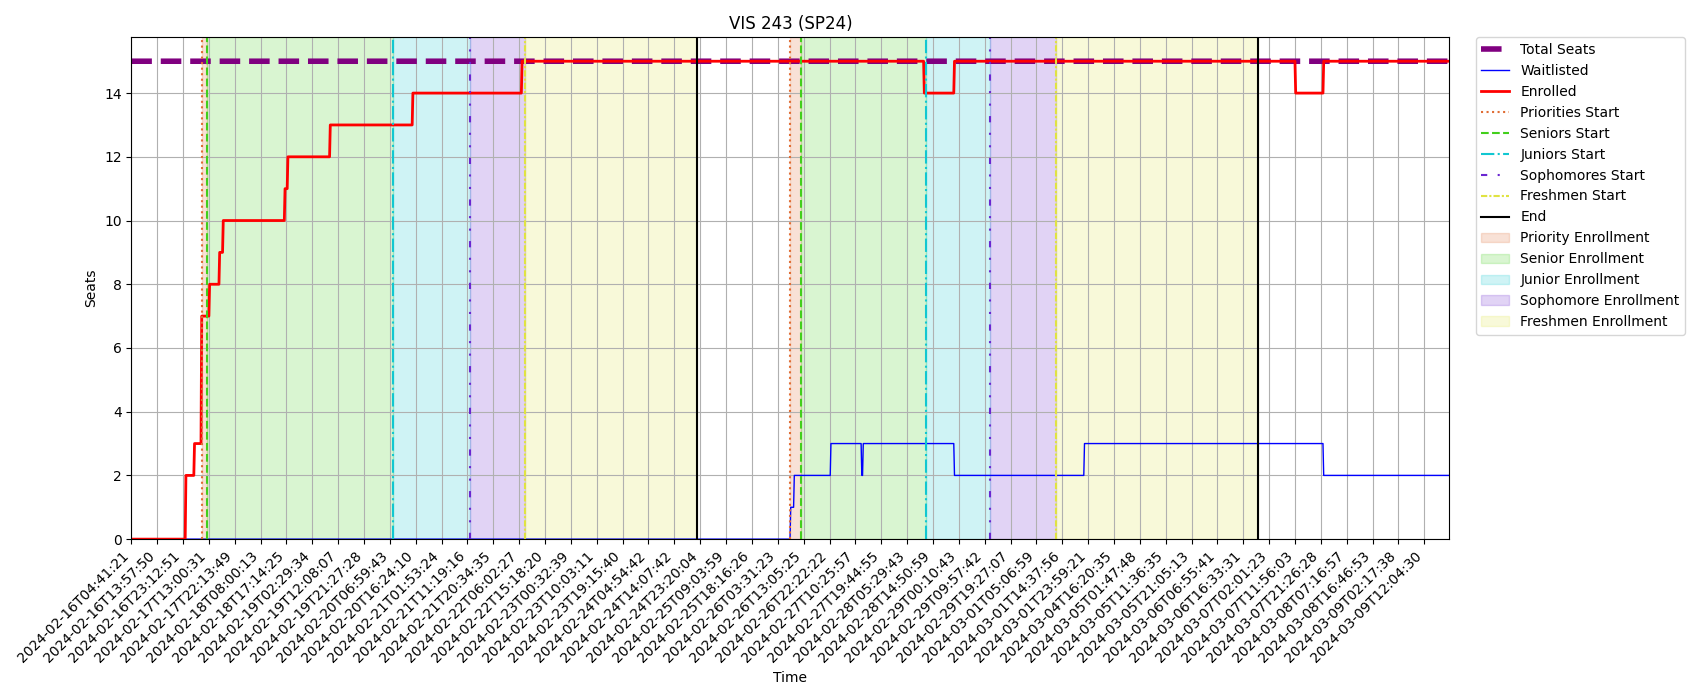 VIS 243 (SP24)
Seats
14
12
10
8
6
4
2
0
2024-02-16T04:41:21
2024-02-16T13:57:50
2024-02-16T23:12:51
2024-02-17T13:00:31
2024-02-17T22:13:49
2024-02-18T08:00:13
2024-02-18T17:14:25
2024-02-19T02:29:34
2024-02-19T12:08:07
2024-02-19T21:27:28
2024-02-20T06:59:43
2024-02-20T16:24:10
2024-02-21T01:53:24
2024-02-21T11:19:16
2024-02-21T20:34:35
2024-02-22T06:02:27
2024-02-22T15:18:20
2024-02-23T00:32:39
2024-02-23T10:03:11
2024-02-23T19:15:40
2024-02-24T04:54:42
2024-02-24T14:07:42
2024-02-24T23:20:04
2024-02-25T09:03:59
2024-02-25T18:16:26
2024-02-26T03:31:23
2024-02-26T13:05:25
2024-02-26T22:22:22
2024-02-27T10:25:57
2024-02-27T19:44:55
2024-02-28T05:29:43
2024-02-28T14:50:59
2024-02-29T00:10:43
2024-02-29T09:57:42
2024-02-29T19:27:07
2024-03-01T05:06:59
2024-03-01T14:37:56
2024-03-01T23:59:21
2024-03-04T16:20:35
2024-03-05T01:47:48
2024-03-05T11:36:35
2024-03-05T21:05:13
2024-03-06T06:55:41
2024-03-06T16:33:31
2024-03-07T02:01:23
2024-03-07T11:56:03
2024-03-07T21:26:28
2024-03-08T07:16:57
2024-03-08T16:46:53
2024-03-09T02:17:38
2024-03-09T12:04:30
Time
Total Seats
Waitlisted
Enrolled
Priorities Start
Seniors Start
Juniors Start
Sophomores Start
Freshmen Start
End
Priority Enrollment
Senior Enrollment
Junior Enrollment
Sophomore Enrollment
Freshmen Enrollment